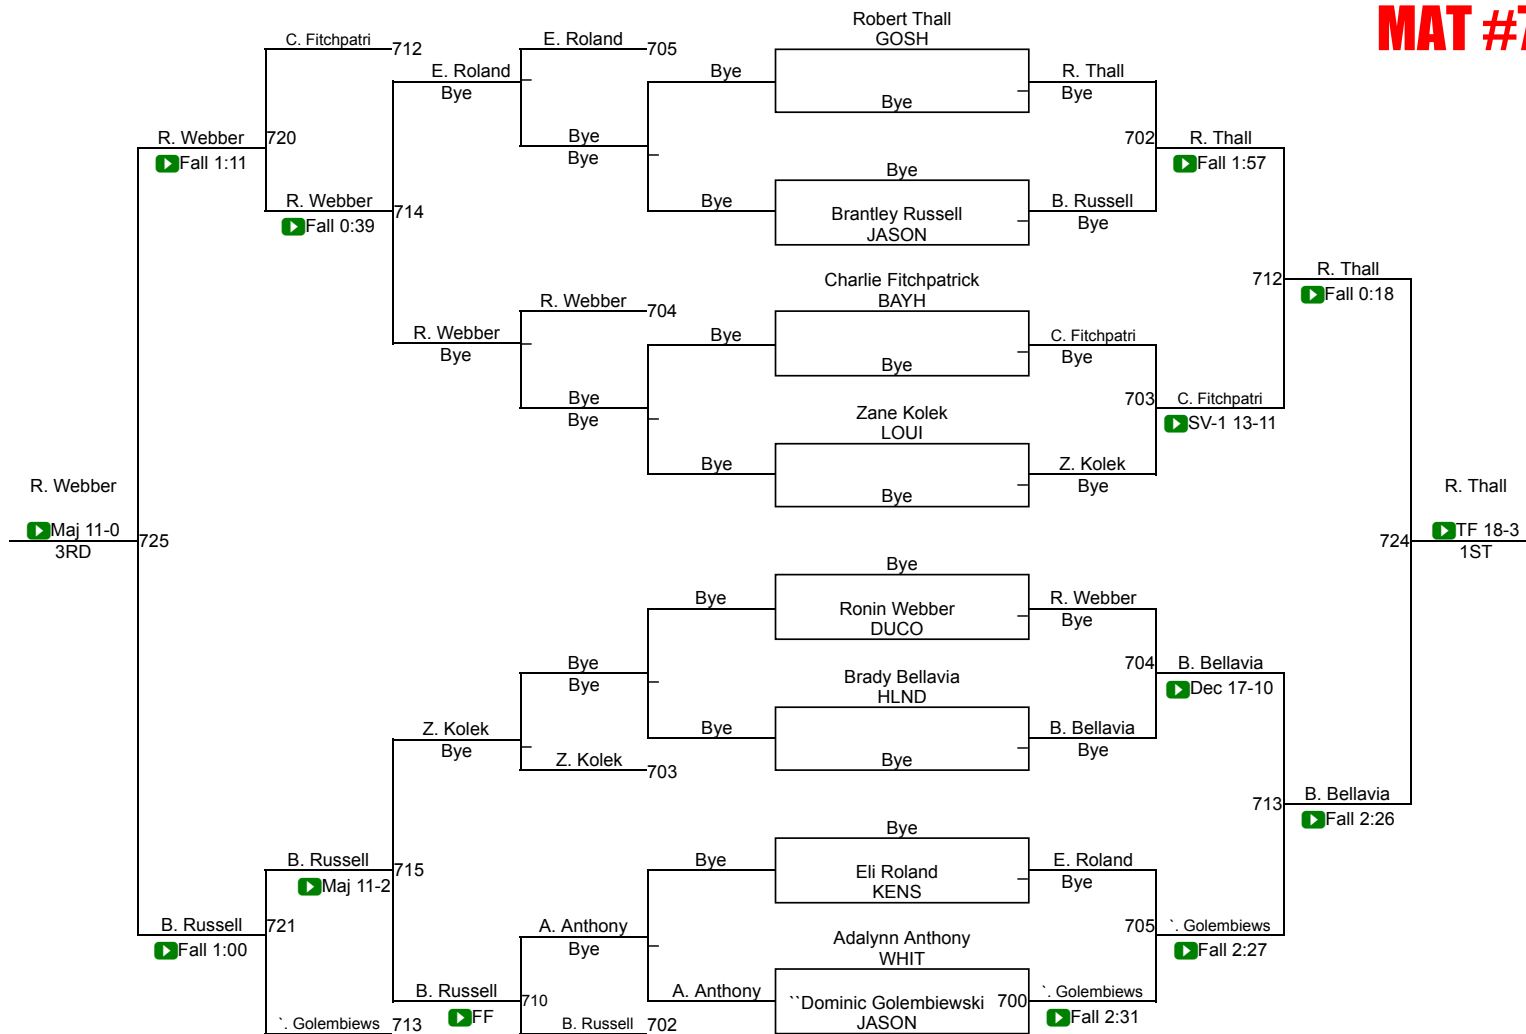 MAT #7
C. Fitchpatri
712
E. Roland
705
Robert Thall
GOSH
E. Roland
Bye
Bye
Bye
R. Thall
Bye
R. Webber
720
Fall 1:11
Bye
Bye
702
R. Thall
Fall 1:57
Bye
R. Webber
714
Fall 0:39
Bye
Brantley Russell
JASON
B. Russell
Bye
712
R. Thall
Fall 0:18
Charlie Fitchpatrick
BAYH
R. Webber
704
R. Webber
Bye
Bye
Bye
C. Fitchpatri
Bye
Bye
Bye
703
C. Fitchpatri
SV-1 13-11
Zane Kolek
LOUI
Bye
Bye
Z. Kolek
Bye
R. Webber
Maj 11-0
3RD
725
R. Thall
724
TF 18-3
1ST
Bye
Bye
Ronin Webber
DUCO
R. Webber
Bye
Bye
Bye
704
B. Bellavia
Dec 17-10
Brady Bellavia
HLND
Z. Kolek
Bye
Bye
Bye
B. Bellavia
Bye
Z. Kolek
703
713
B. Bellavia
Fall 2:26
Bye
B. Russell
715
Maj 11-2
Bye
Eli Roland
KENS
E. Roland
Bye
B. Russell
721
Fall 1:00
A. Anthony
Bye
705
`. Golembiews
Fall 2:27
Adalynn Anthony
WHIT
B. Russell
710
FF
A. Anthony
``Dominic Golembiewski
700
JASON
`. Golembiews
Fall 2:31
`. Golembiews
713
B. Russell
702